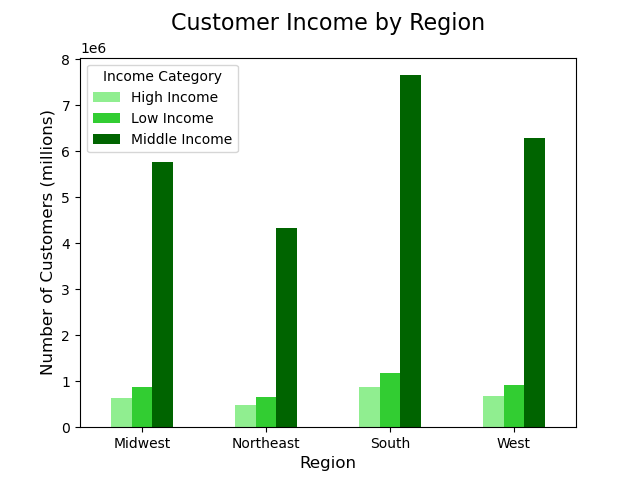 Customer Income by Region
1e6
8
7
6
5
4
3
2
1
0
Number of Customers (millions)
Income Category
High Income
Low Income
Middle Income
Midwest
Northeast
South
West
Region